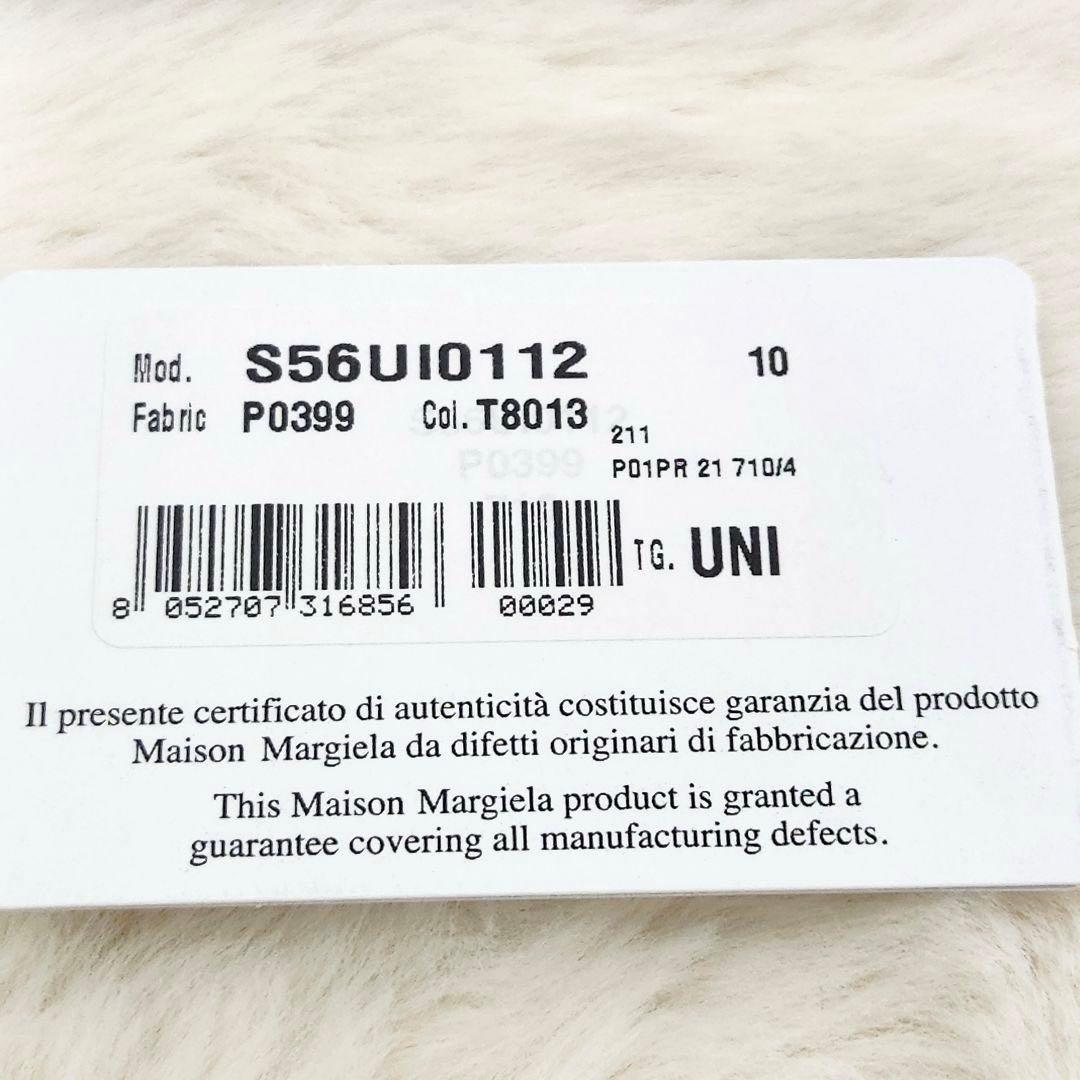 Mod. S56UI0112 10
Fabric P0399 Col. T8013
211
P01PR 21 710/4
TG. UNI
8 052707 316856 00029
Il presente certificato di autenticità costituisce garanzia del prodotto
Maison Margiela da difetti originari di fabbricazione.
This Maison Margiela product is granted a
guarantee covering all manufacturing defects.